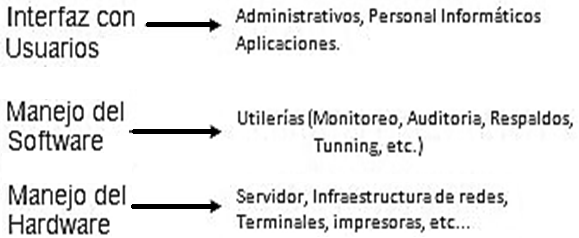 Interfaz con
Usuarios
Administrativos, Personal Informáticos
Aplicaciones.
Manejo del
Software
Utilerías (Monitoreo, Auditoria, Respaldos,
Tunning, etc.)
Manejo del
Hardware
Servidor, Infraestructura de redes,
Terminales, impresoras, etc...